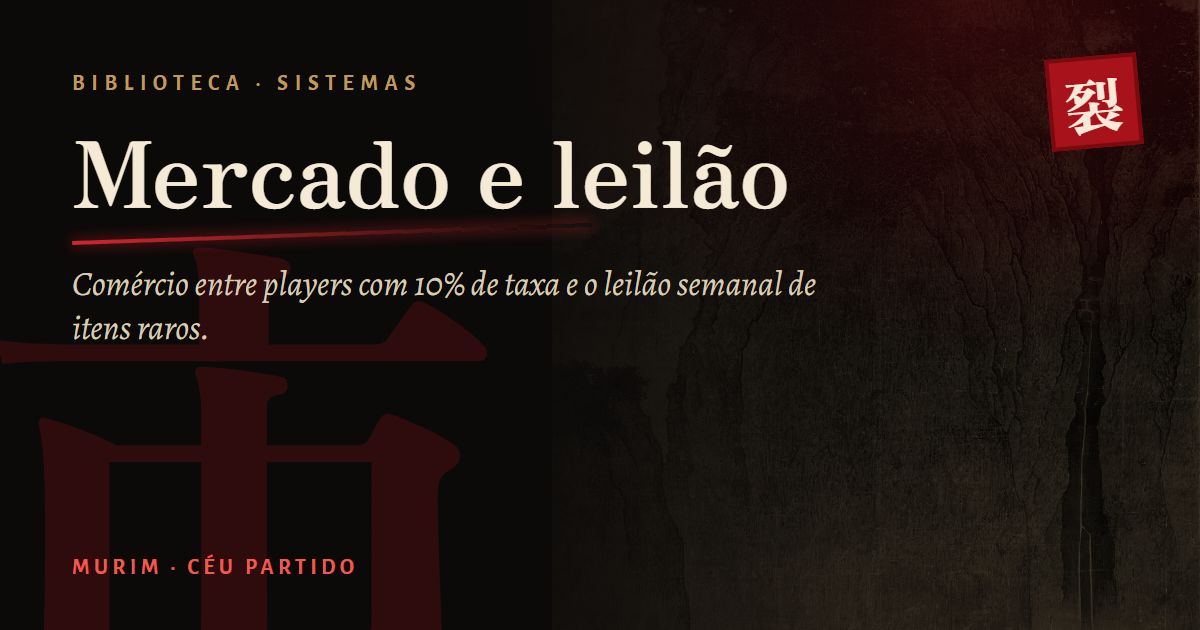 BIBLIOTECA · SISTEMAS
裂
Mercado e leilão
Comércio entre players com 10% de taxa e o leilão semanal de
itens raros.
市
MURIM · CÉU PARTIDO